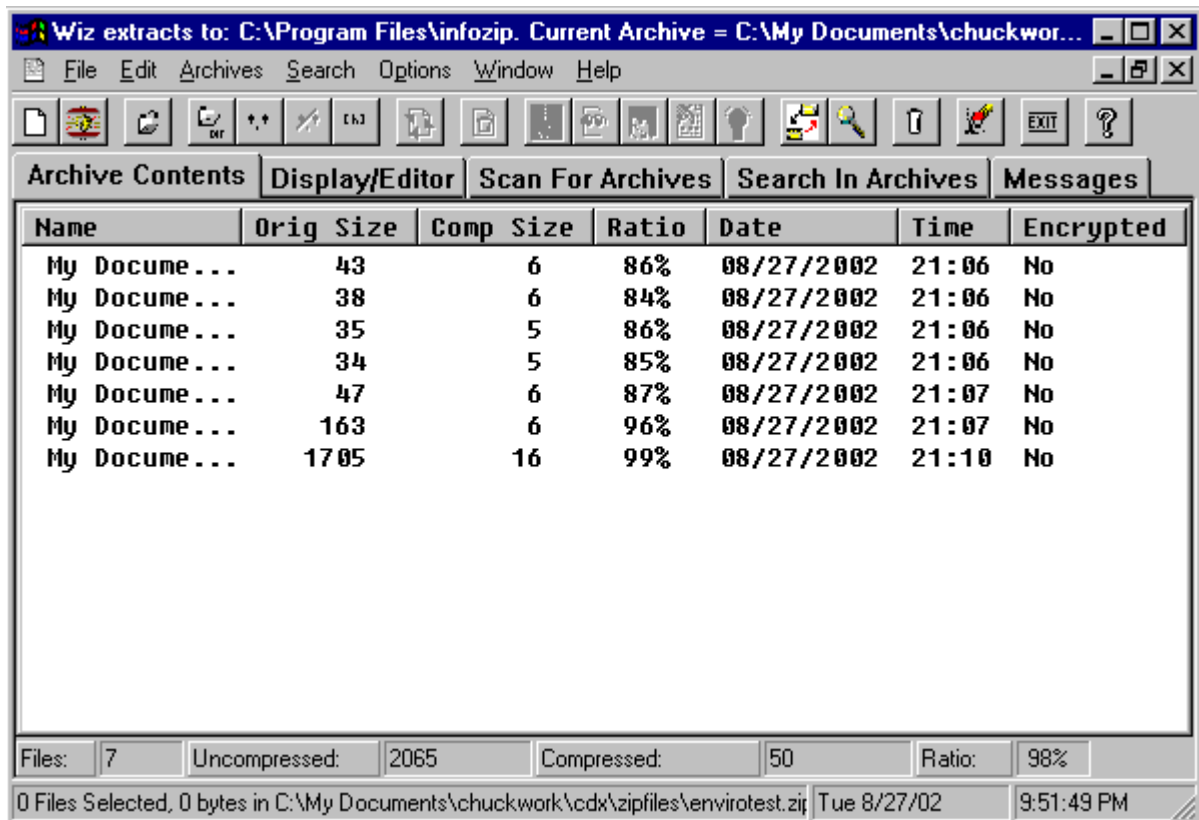 Wiz extracts to: C:\Program Files\infozip. Current Archive = C:\My Documents\chuckwor...
File Edit Archives Search Options Window Help
DIR *.* [h] EXIT ?
Archive Contents Display/Editor Scan For Archives Search In Archives Messages
Name Orig Size Comp Size Ratio Date Time Encrypted
My Docume... 43 6 86% 08/27/2002 21:06 No
My Docume... 38 6 84% 08/27/2002 21:06 No
My Docume... 35 5 86% 08/27/2002 21:06 No
My Docume... 34 5 85% 08/27/2002 21:06 No
My Docume... 47 6 87% 08/27/2002 21:07 No
My Docume... 163 6 96% 08/27/2002 21:07 No
My Docume... 1705 16 99% 08/27/2002 21:10 No
Files: 7 Uncompressed: 2065 Compressed: 50 Ratio: 98%
0 Files Selected, 0 bytes in C:\My Documents\chuckwork\cdx\zipfiles\envirotest.zip Tue 8/27/02 9:51:49 PM